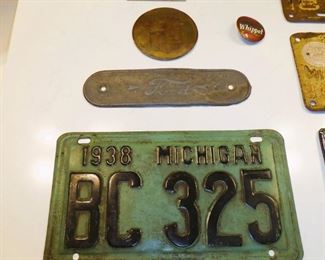 Whippet
Ford
1938 MICHIGAN
BC 325